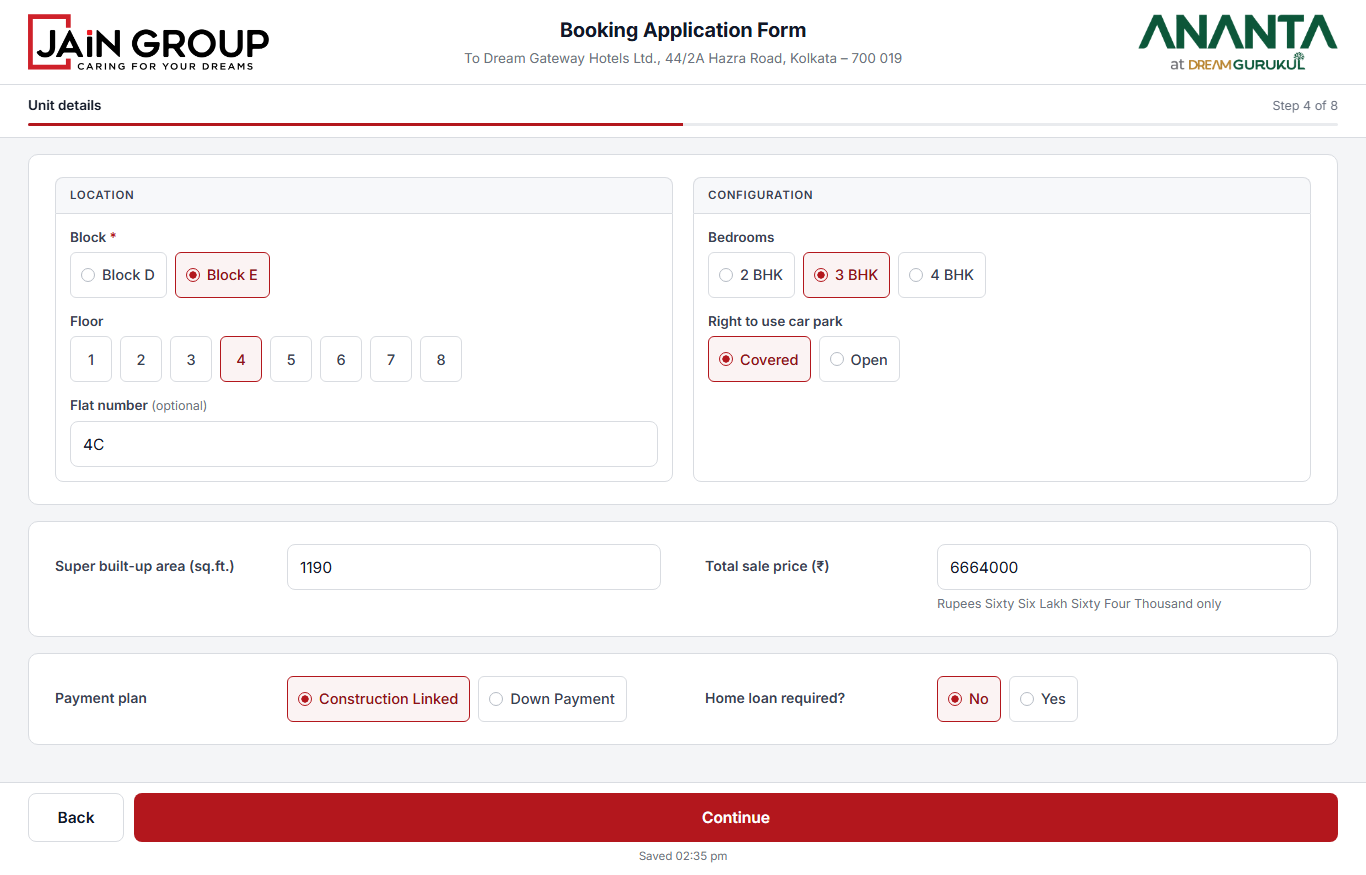 JAiN GROUP
CARING FOR YOUR DREAMS
Booking Application Form
To Dream Gateway Hotels Ltd., 44/2A Hazra Road, Kolkata – 700 019
ANANTA
at DREAM GURUKUL
Unit details
Step 4 of 8
LOCATION
Block *
Block D
Block E
Floor
1 2 3 4 5 6 7 8
Flat number (optional)
4C
CONFIGURATION
Bedrooms
2 BHK
3 BHK
4 BHK
Right to use car park
Covered
Open
Super built-up area (sq.ft.)
1190
Total sale price (₹)
6664000
Rupees Sixty Six Lakh Sixty Four Thousand only
Payment plan
Construction Linked
Down Payment
Home loan required?
No
Yes
Back
Continue
Saved 02:35 pm